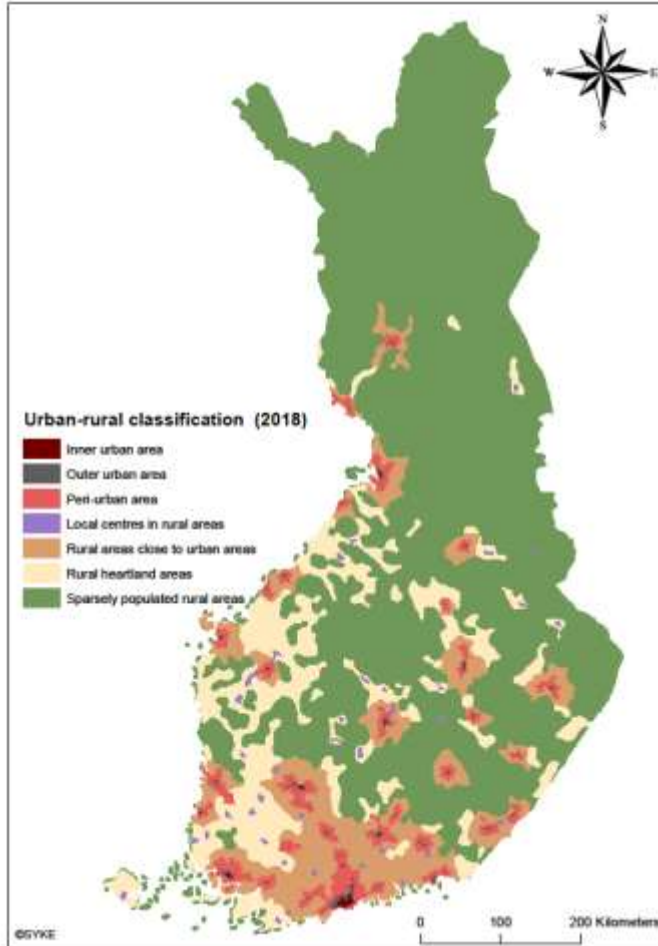 N
W E
S
Urban-rural classification (2018)
Inner urban area
Outer urban area
Peri-urban area
Local centres in rural areas
Rural areas close to urban areas
Rural heartland areas
Sparsely populated rural areas
©SYKE
0 100 200 Kilometers